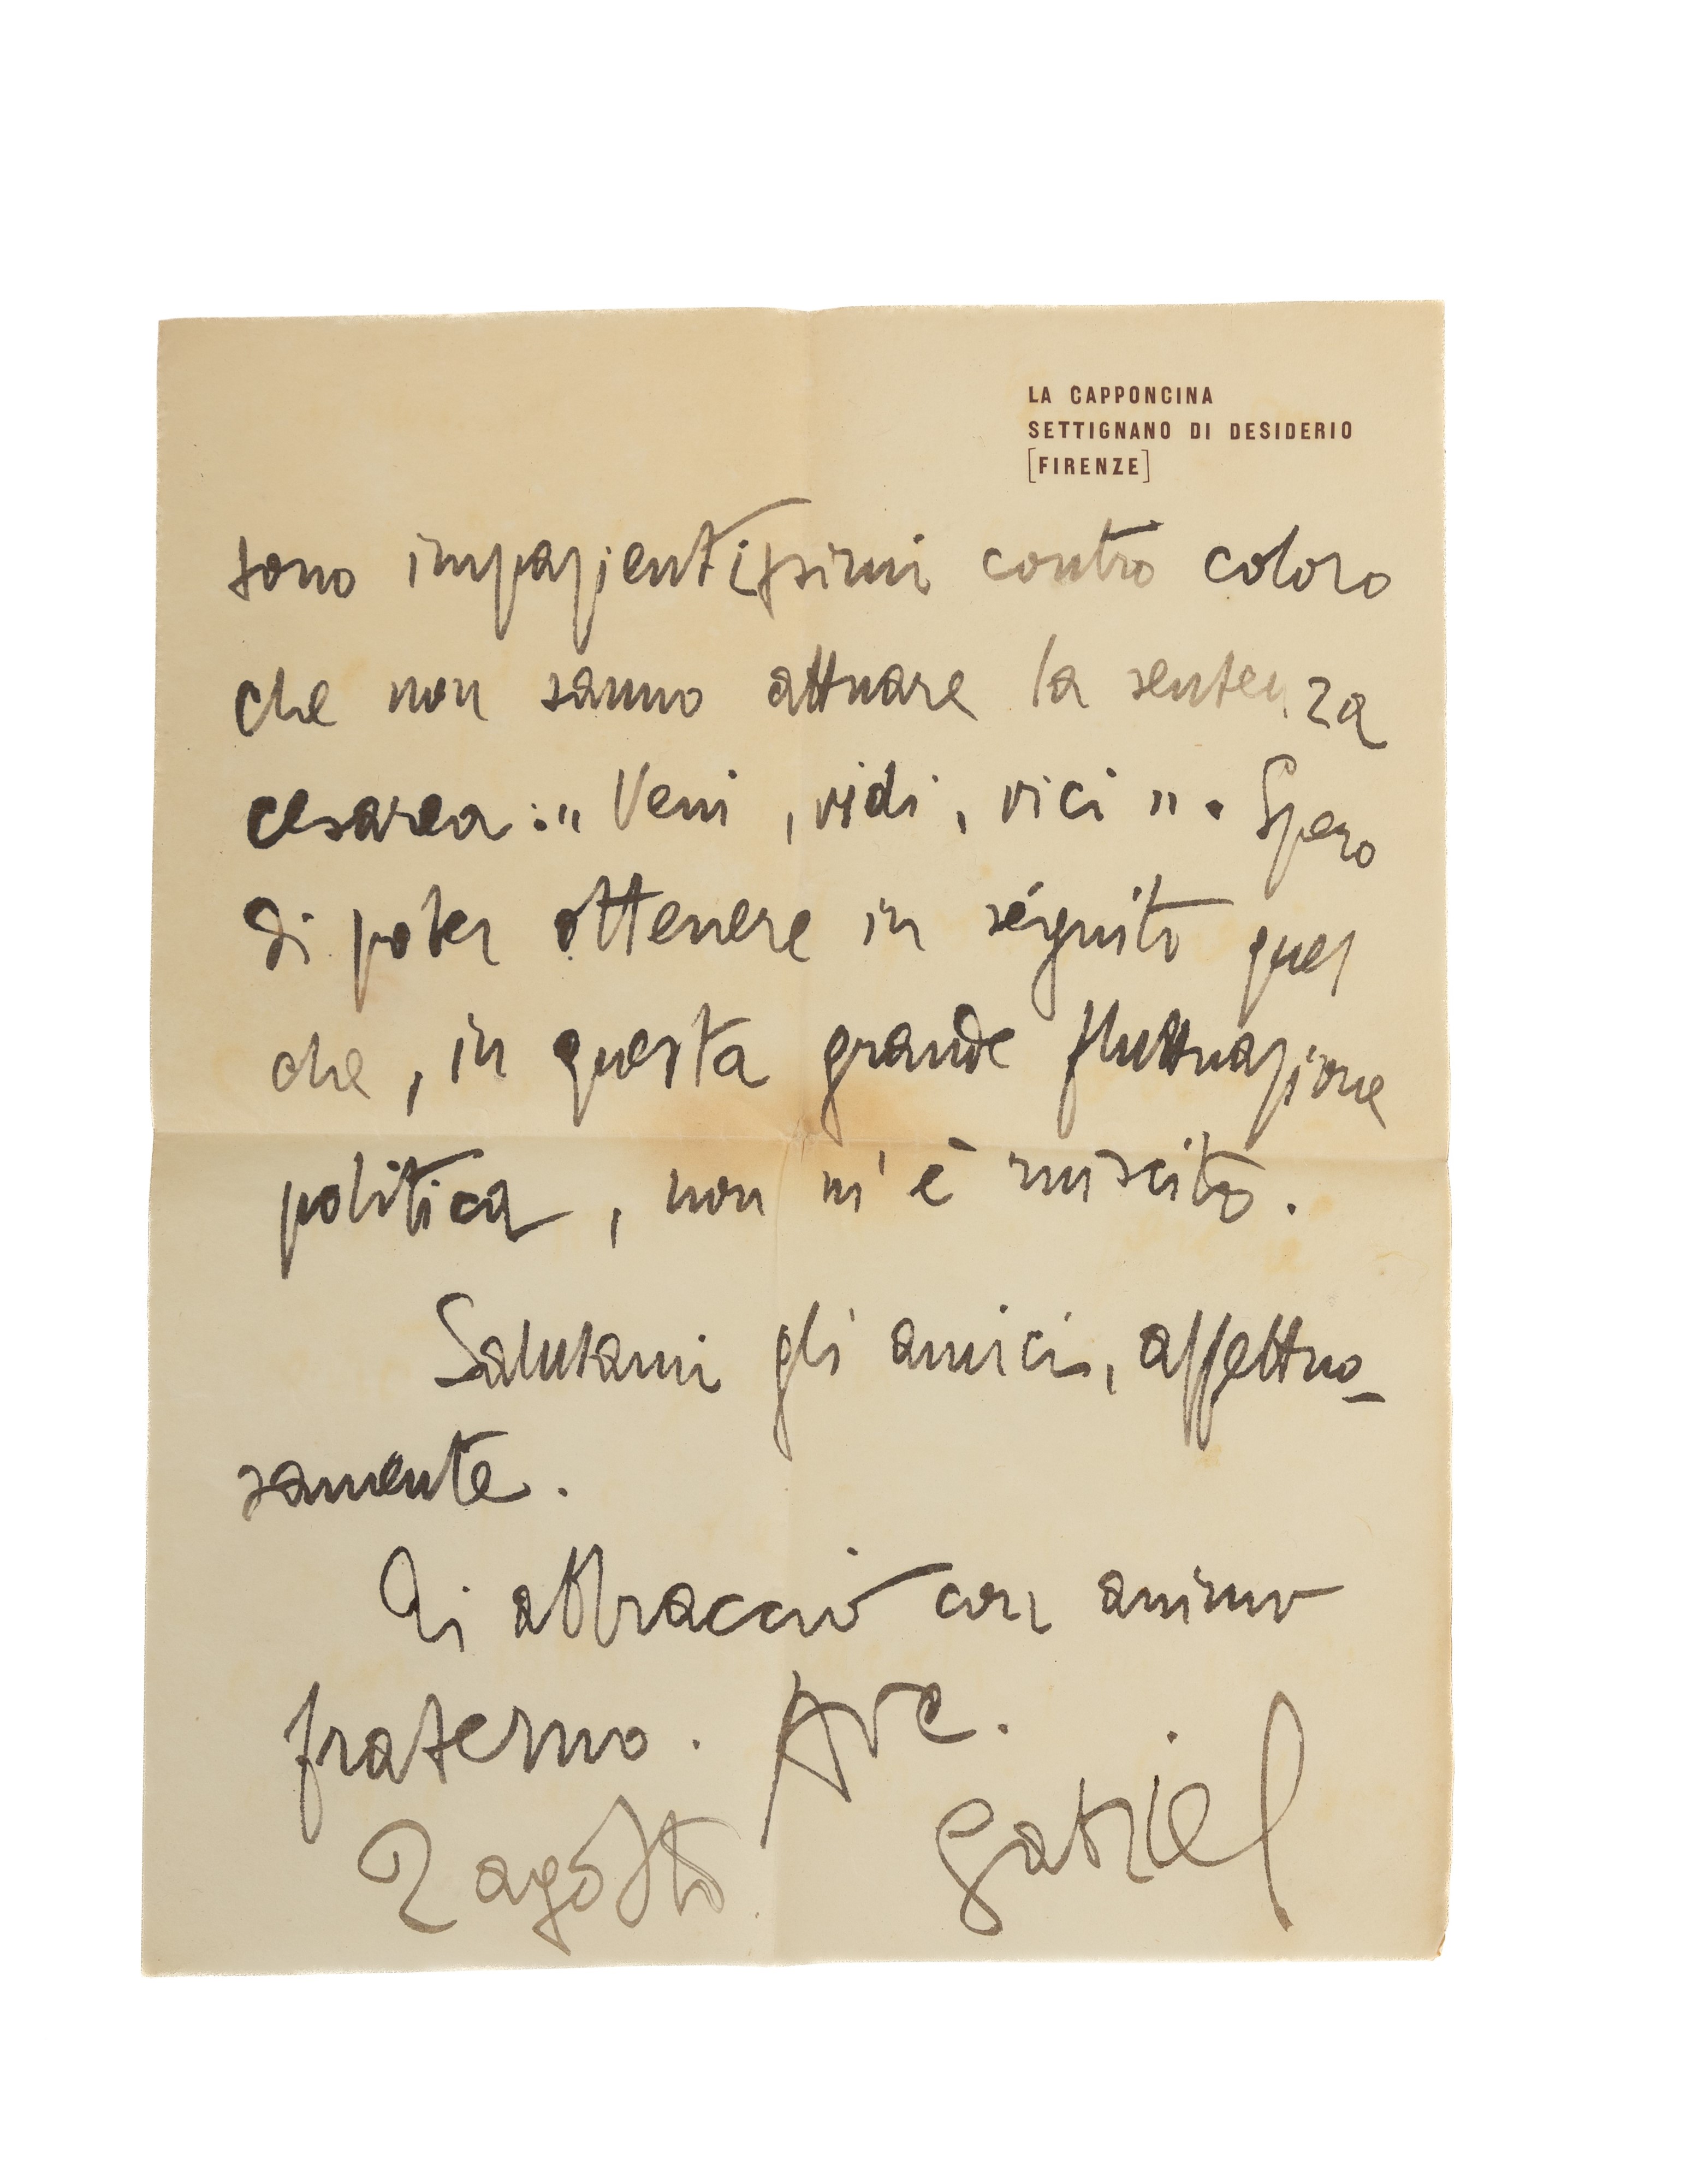 LA CAPPONCINA
SETTIGNANO DI DESIDERIO
[FIRENZE]
sono impazientissimi contro coloro
che non sanno attuare la sentenza
cesarea: " Veni, vidi, vici ". Spero
di poter ottenere in séguito quel
che, in questa grande fluttuazione
politica, non m'è riuscito.
Salutami gli amici, affettuo-
samente.
Ti abbraccio con animo
fraterno. Ave.
2 agosto. Gabriel